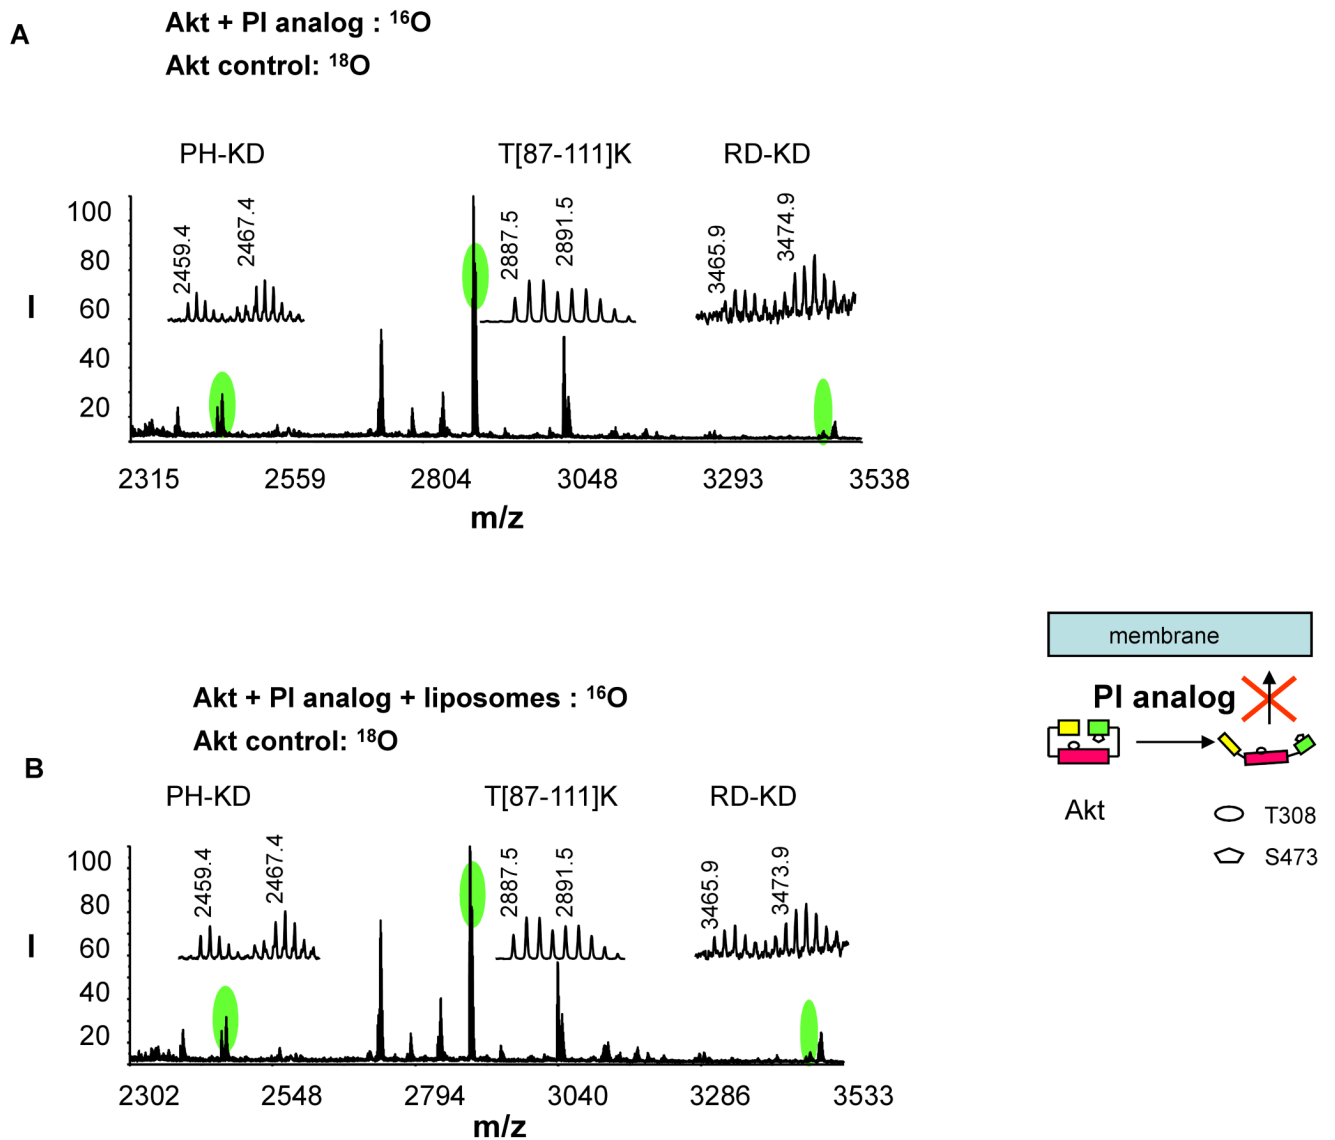 A
Akt + PI analog : ¹⁶O
Akt control: ¹⁸O
PH-KD
T[87-111]K
RD-KD
2459.4
2467.4
2887.5
2891.5
3465.9
3474.9
100
80
60
40
20
I
2315
2559
2804
3048
3293
3538
m/z
membrane
PI analog
Akt
T308
S473
B
Akt + PI analog + liposomes : ¹⁶O
Akt control: ¹⁸O
PH-KD
T[87-111]K
RD-KD
2459.4
2467.4
2887.5
2891.5
3465.9
3473.9
100
80
60
40
20
I
2302
2548
2794
3040
3286
3533
m/z